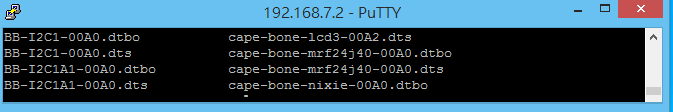 192.168.7.2 - PuTTY
BB-I2C1-00A0.dtbo cape-bone-lcd3-00A2.dts
BB-I2C1-00A0.dts cape-bone-mrf24j40-00A0.dtbo
BB-I2C1A1-00A0.dtbo cape-bone-mrf24j40-00A0.dts
BB-I2C1A1-00A0.dts cape-bone-nixie-00A0.dtbo